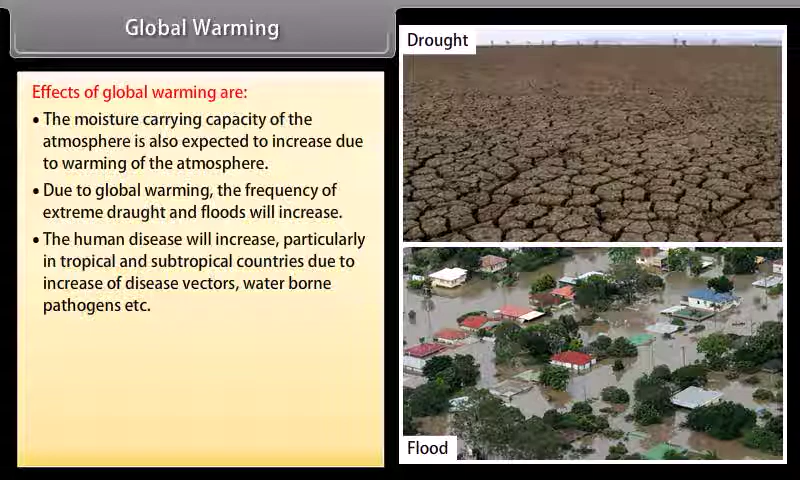 Global Warming
Effects of global warming are:
• The moisture carrying capacity of the
atmosphere is also expected to increase due
to warming of the atmosphere.
• Due to global warming, the frequency of
extreme draught and floods will increase.
• The human disease will increase, particularly
in tropical and subtropical countries due to
increase of disease vectors, water borne
pathogens etc.
Drought
Flood